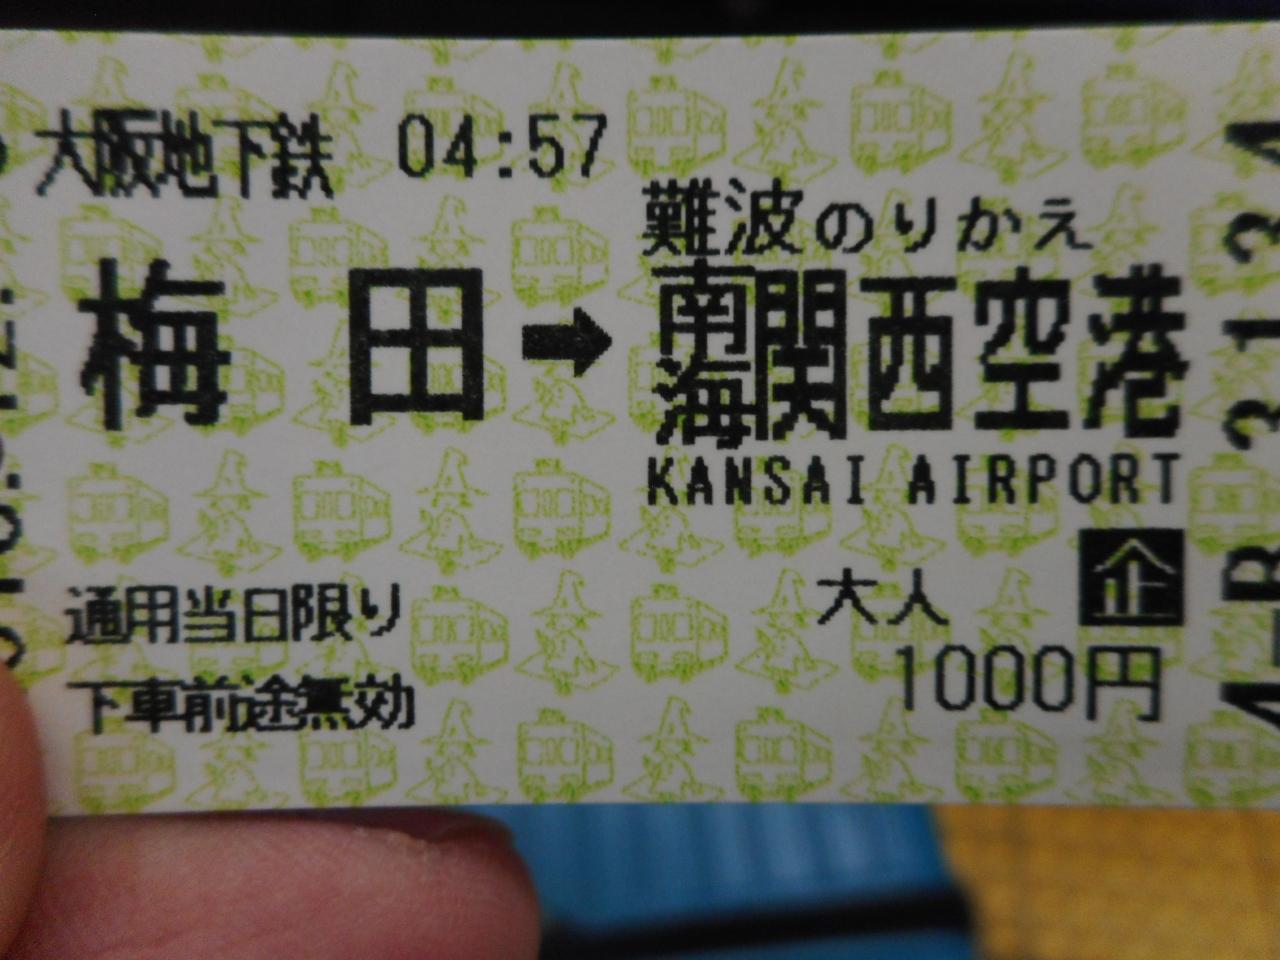 大阪地下鉄 04:57
難波のりかえ
梅田➡南海関西空港
KANSAI AIRPORT
通用当日限り
大人 企
下車前途無効
1000円